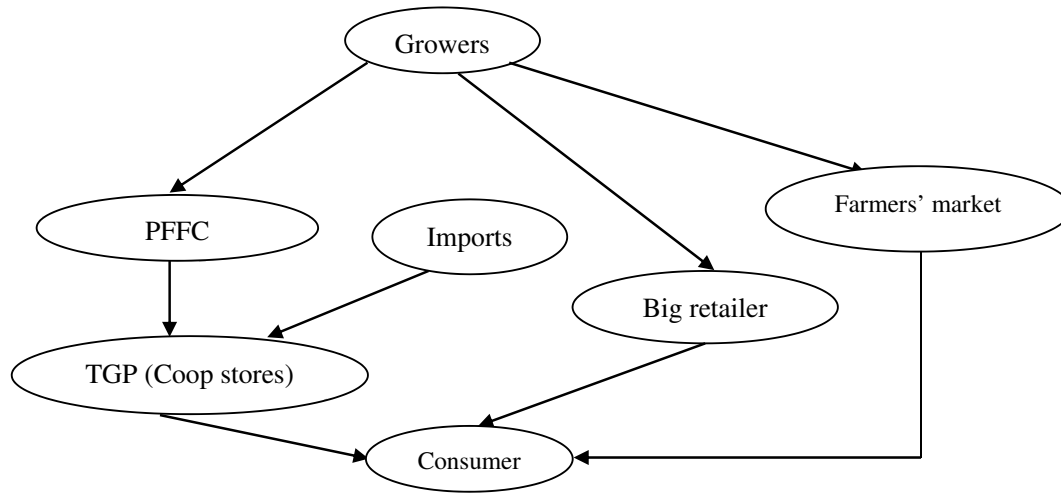 Growers
Farmers’ market
PFFC
Imports
Big retailer
TGP (Coop stores)
Consumer